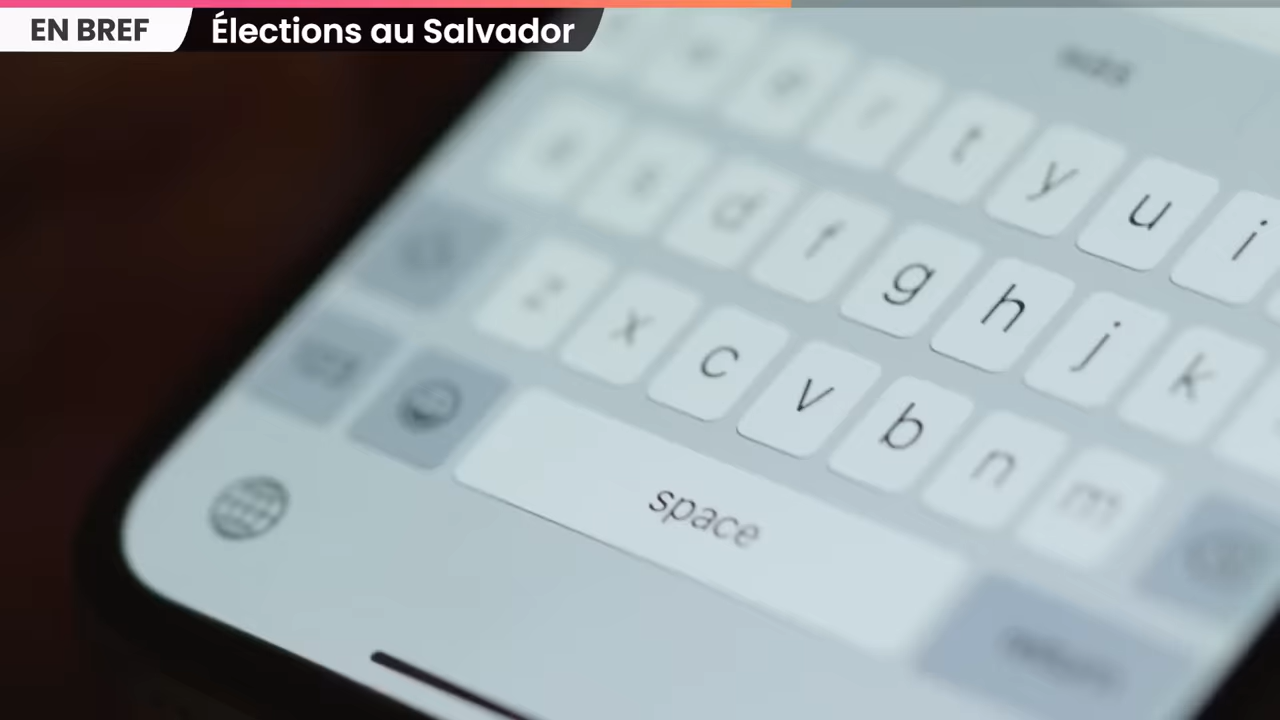 EN BREF
Élections au Salvador
t y u i
d f g h j k
z x c v b n m
space